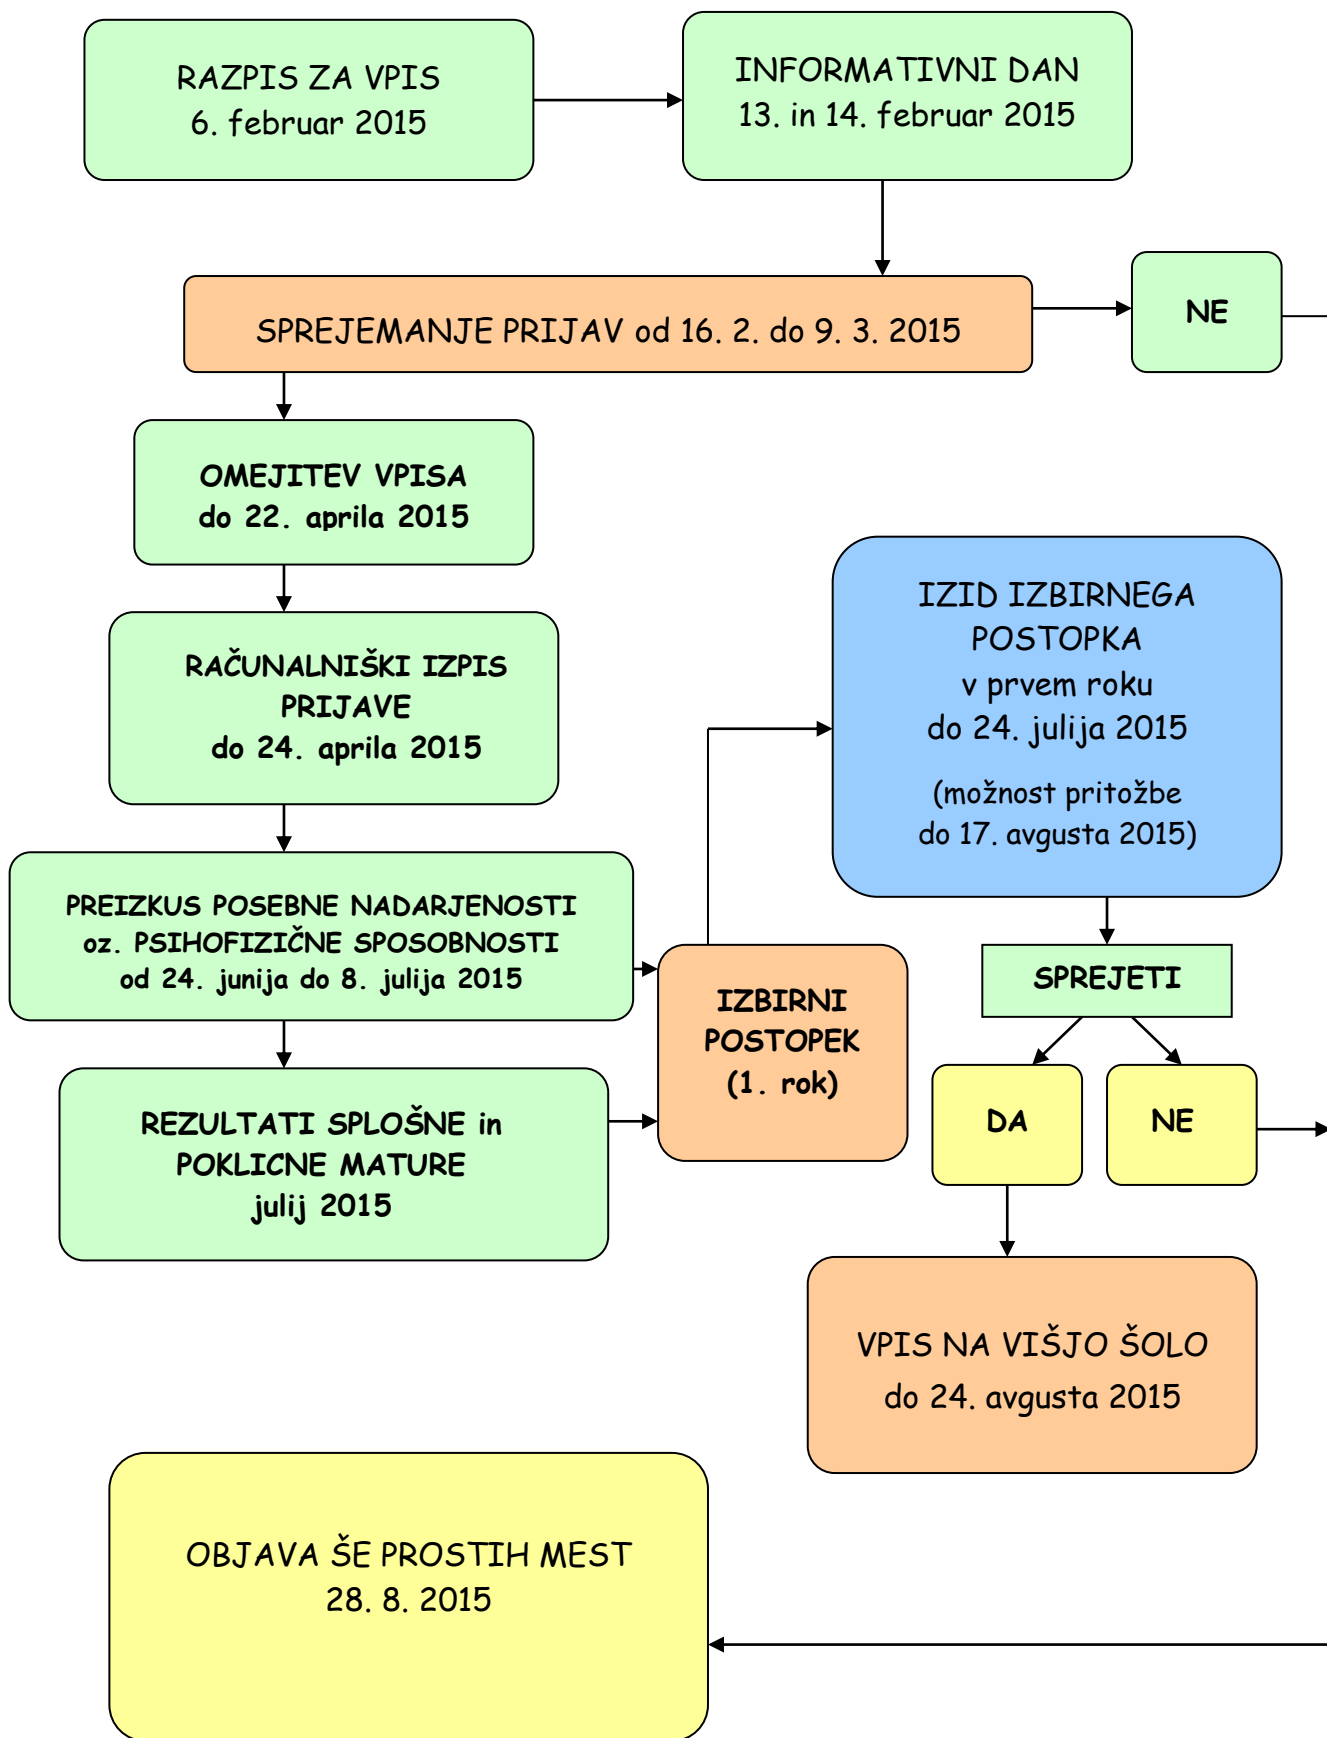 RAZPIS ZA VPIS
6. februar 2015
INFORMATIVNI DAN
13. in 14. februar 2015
SPREJEMANJE PRIJAV od 16. 2. do 9. 3. 2015
NE
OMEJITEV VPISA
do 22. aprila 2015
RAČUNALNIŠKI IZPIS
PRIJAVE
do 24. aprila 2015
PREIZKUS POSEBNE NADARJENOSTI
oz. PSIHOFIZIČNE SPOSOBNOSTI
od 24. junija do 8. julija 2015
REZULTATI SPLOŠNE in
POKLICNE MATURE
julij 2015
IZBIRNI
POSTOPEK
(1. rok)
IZID IZBIRNEGA
POSTOPKA
v prvem roku
do 24. julija 2015
(možnost pritožbe
do 17. avgusta 2015)
SPREJETI
DA
NE
VPIS NA VIŠJO ŠOLO
do 24. avgusta 2015
OBJAVA ŠE PROSTIH MEST
28. 8. 2015